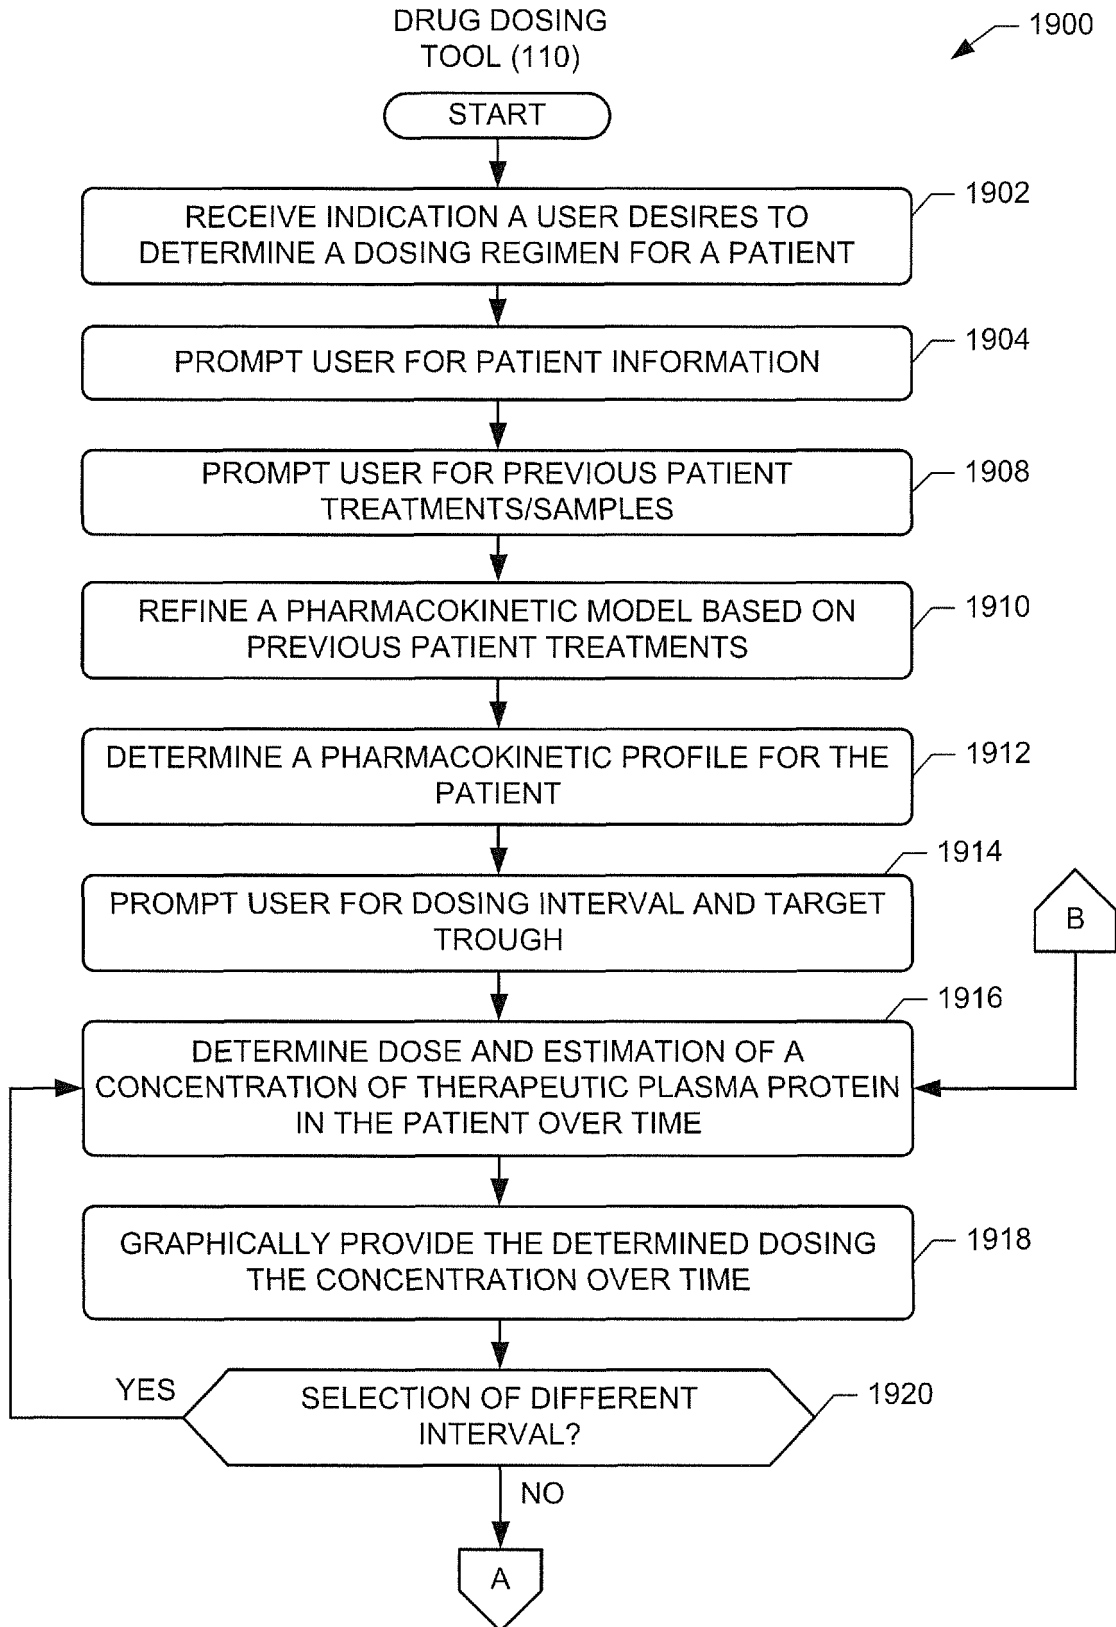 DRUG DOSING
TOOL (110)
1900
START
RECEIVE INDICATION A USER DESIRES TO
DETERMINE A DOSING REGIMEN FOR A PATIENT
1902
PROMPT USER FOR PATIENT INFORMATION
1904
PROMPT USER FOR PREVIOUS PATIENT
TREATMENTS/SAMPLES
1908
REFINE A PHARMACOKINETIC MODEL BASED ON
PREVIOUS PATIENT TREATMENTS
1910
DETERMINE A PHARMACOKINETIC PROFILE FOR THE
PATIENT
1912
PROMPT USER FOR DOSING INTERVAL AND TARGET
TROUGH
1914
B
DETERMINE DOSE AND ESTIMATION OF A
CONCENTRATION OF THERAPEUTIC PLASMA PROTEIN
IN THE PATIENT OVER TIME
1916
GRAPHICALLY PROVIDE THE DETERMINED DOSING
THE CONCENTRATION OVER TIME
1918
YES
SELECTION OF DIFFERENT
INTERVAL?
1920
NO
A